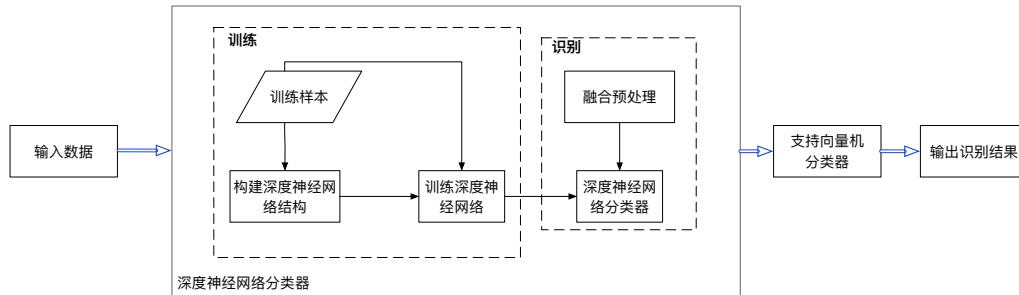 训练
识别
训练样本
融合预处理
输入数据
支持向量机
分类器
输出识别结果
构建深度神经网
络结构
训练深度神
经网络
深度神经网
络分类器
深度神经网络分类器